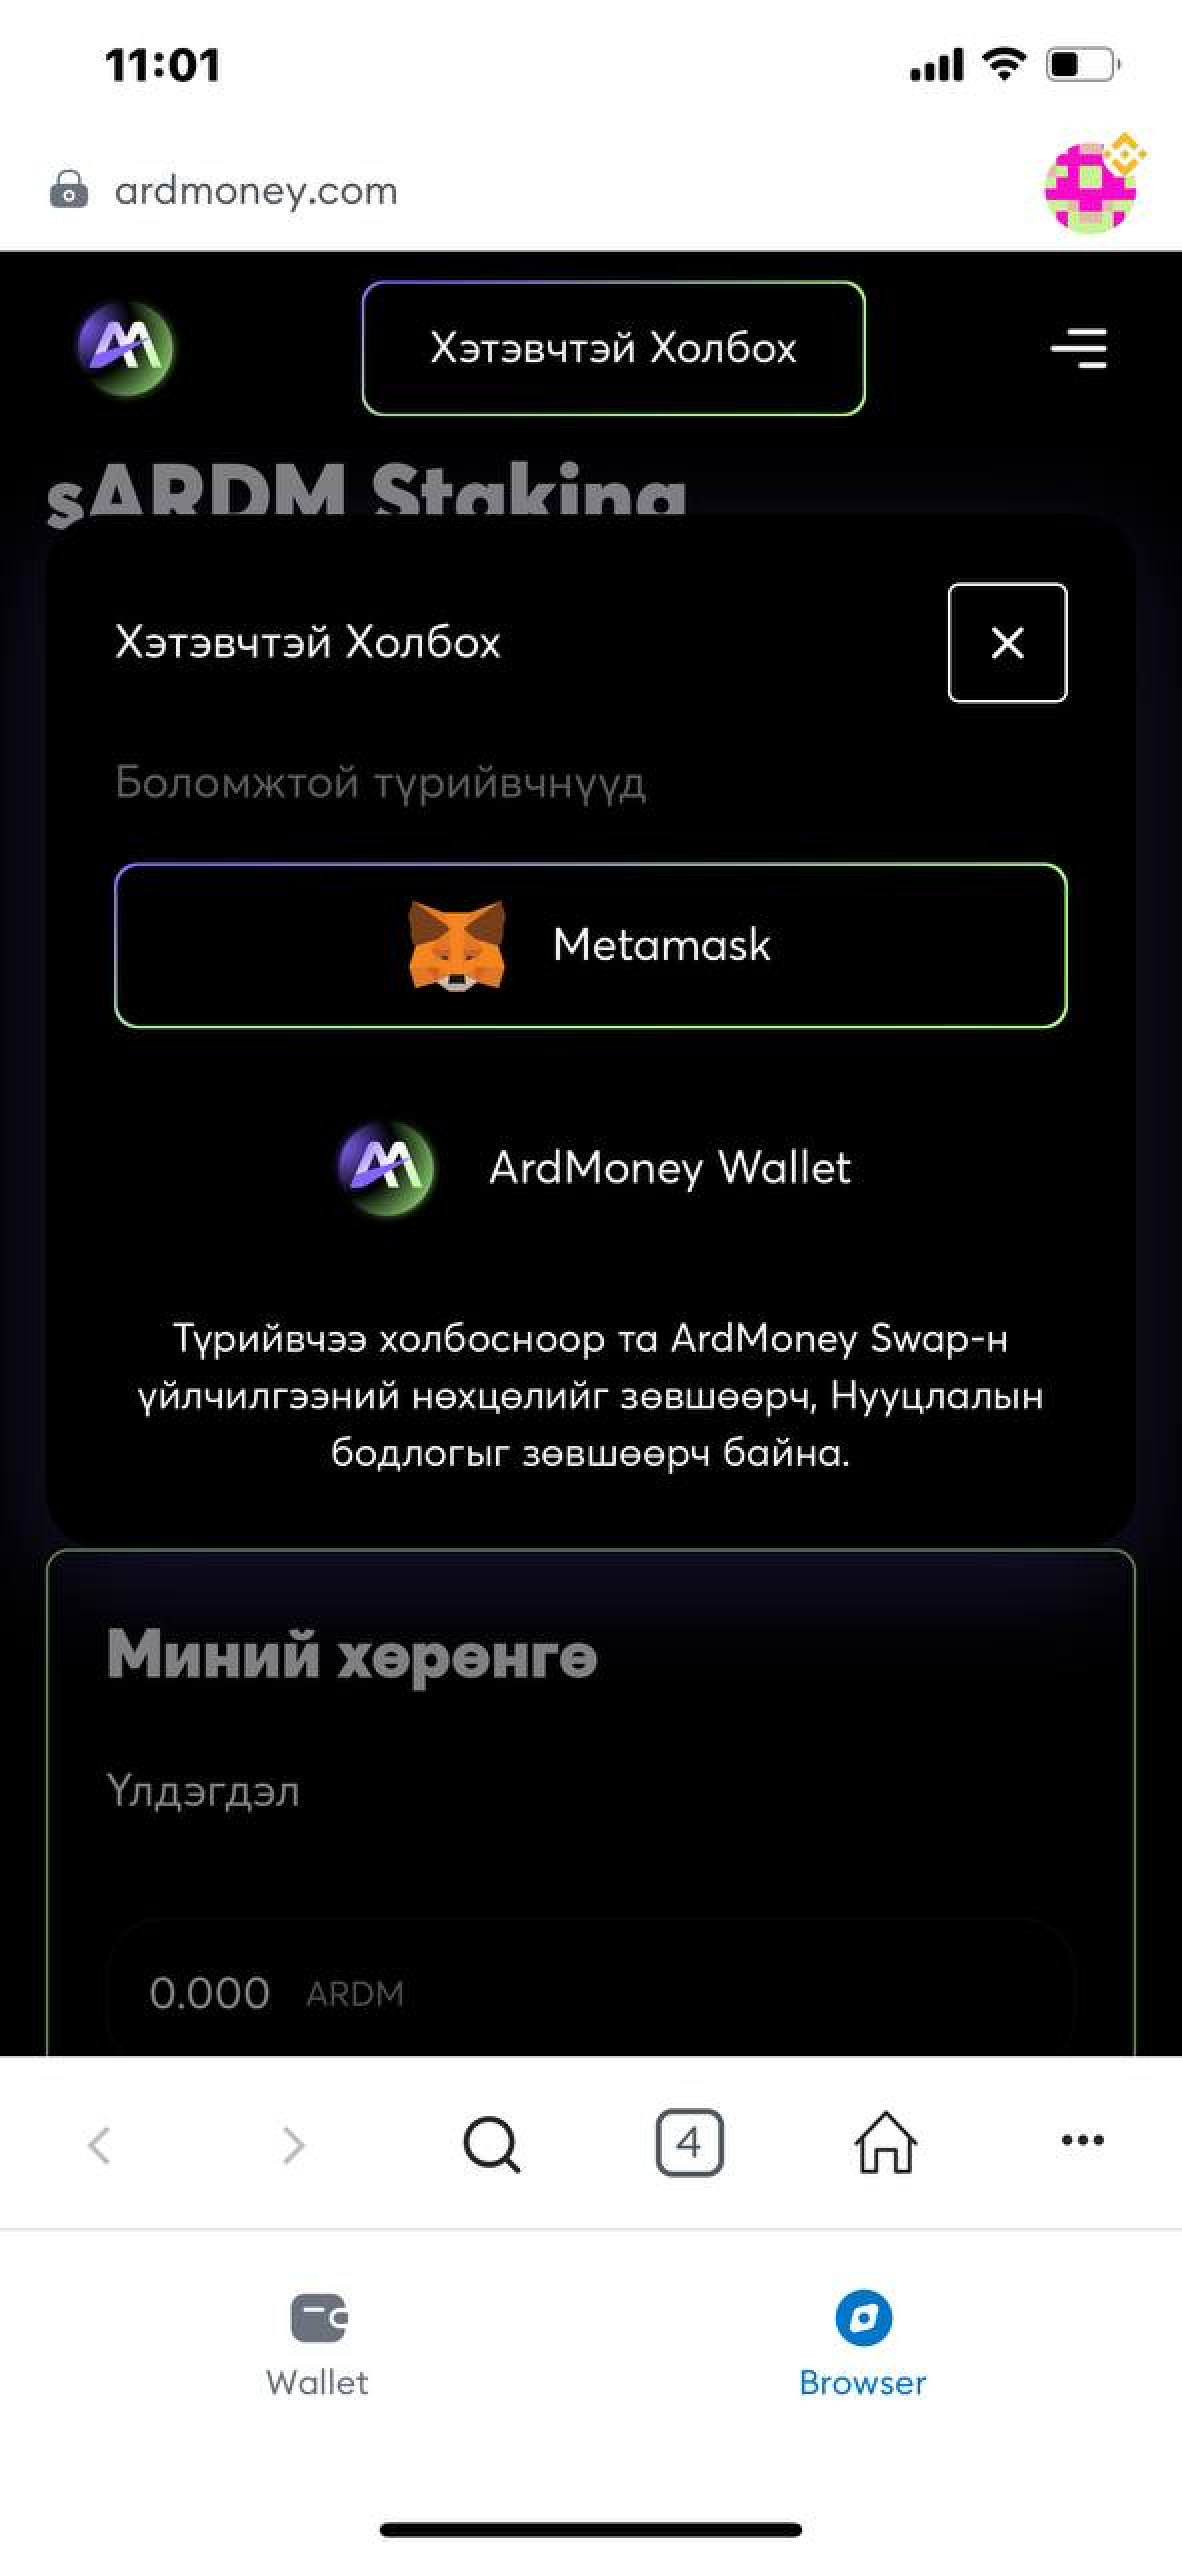 11:01
ardmoney.com
Хэтэвчтэй Холбох
sARDM Staking
Хэтэвчтэй Холбох
Боломжтой түрийвчнүүд
Metamask
ArdMoney Wallet
Түрийвчээ холбосноор та ArdMoney Swap-н
үйлчилгээний нөхцөлийг зөвшөөрч, Нууцлалын
бодлогыг зөвшөөрч байна.
Миний хөрөнгө
Үлдэгдэл
0.000 ARDM
4
Wallet Browser